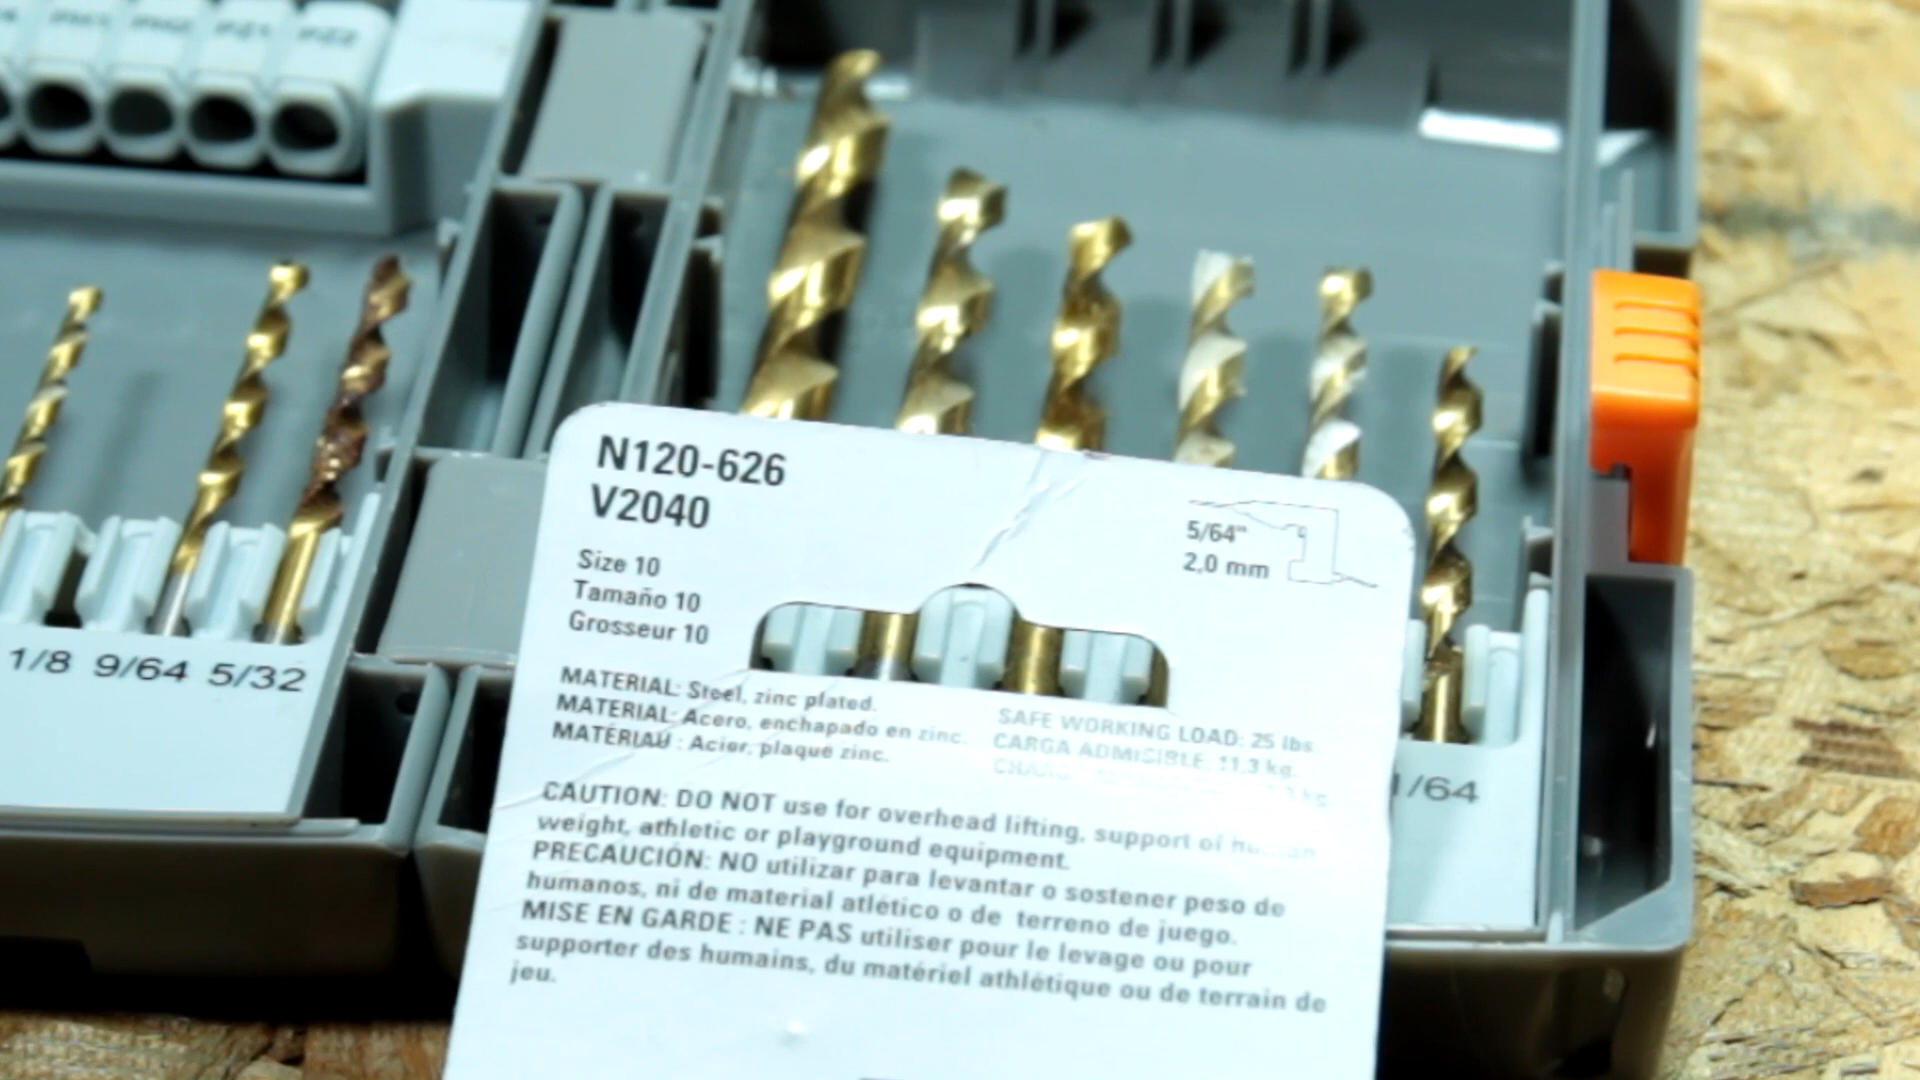 PZ1 PZ2
N120-626
V2040
5/64"
2,0 mm
Size 10
Tamaño 10
Grosseur 10
1/8 9/64 5/32
MATERIAL: Steel, zinc plated.
MATERIAL: Acero, enchapado en zinc.
MATÉRIAU : Acier, plaqué zinc.
SAFE WORKING LOAD: 25 lbs
CARGA ADMISIBLE: 11,3 kg.
1/64
CAUTION: DO NOT use for overhead lifting, support of human
weight, athletic or playground equipment.
PRECAUCIÓN: NO utilizar para levantar o sostener peso de
humanos, ni de material atlético o de terreno de juego.
MISE EN GARDE : NE PAS utiliser pour le levage ou pour
supporter des humains, du matériel athlétique ou de terrain de
jeu.